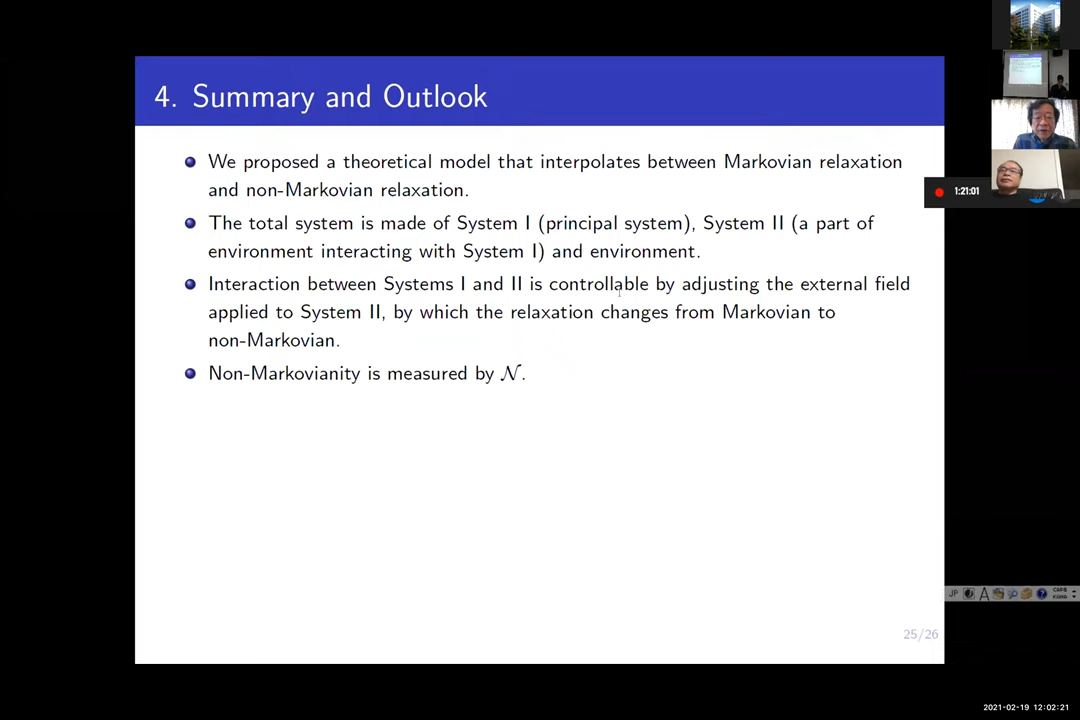 4. Summary and Outlook
We proposed a theoretical model that interpolates between Markovian relaxation
and non-Markovian relaxation.
The total system is made of System I (principal system), System II (a part of
environment interacting with System I) and environment.
Interaction between Systems I and II is controllable by adjusting the external field
applied to System II, by which the relaxation changes from Markovian to
non-Markovian.
Non-Markovianity is measured by 𝒩.
1:21:01
JP
A
CAPS
KANA
25/26
2021-02-19 12:02:21